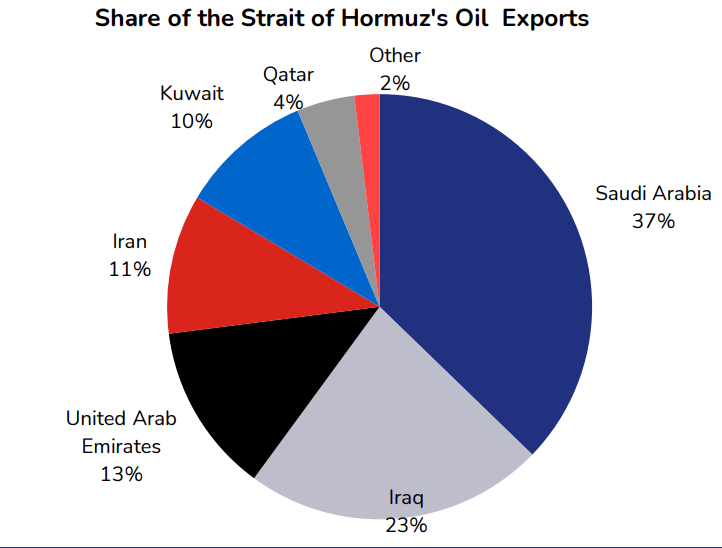 Share of the Strait of Hormuz's Oil  Exports
Other
2%
Qatar
4%
Kuwait
10%
Saudi Arabia
37%
Iran
11%
United Arab
Emirates
13%
Iraq
23%